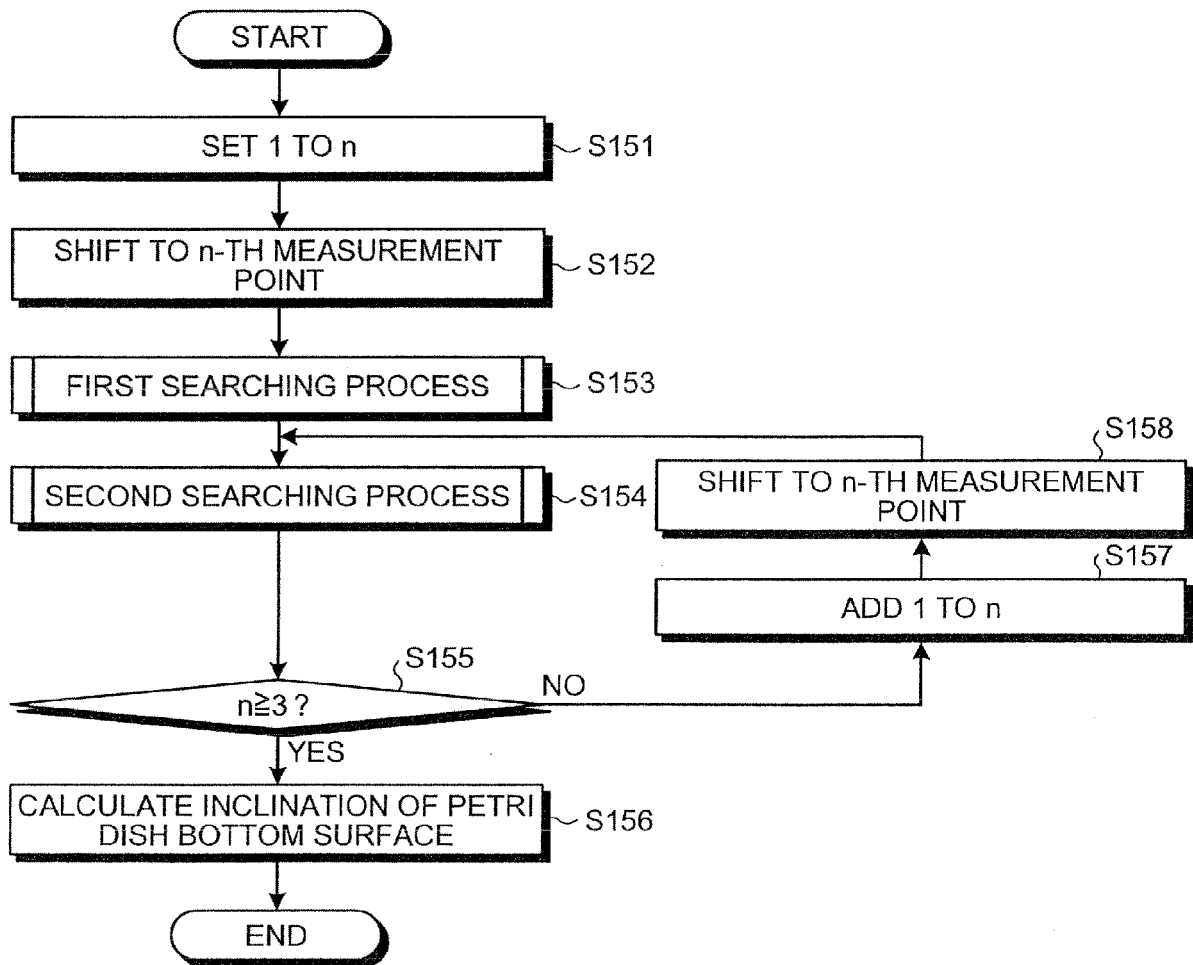 START
SET 1 TO n
S151
SHIFT TO n-TH MEASUREMENT
POINT
S152
FIRST SEARCHING PROCESS
S153
SECOND SEARCHING PROCESS
S154
S158
SHIFT TO n-TH MEASUREMENT
POINT
S157
ADD 1 TO n
S155
n≧3 ?
NO
YES
CALCULATE INCLINATION OF PETRI
DISH BOTTOM SURFACE
S156
END